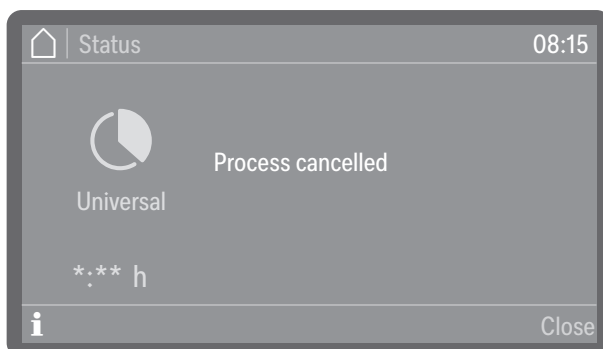 Status 08:15
Process cancelled
Universal
*:** h
i Close